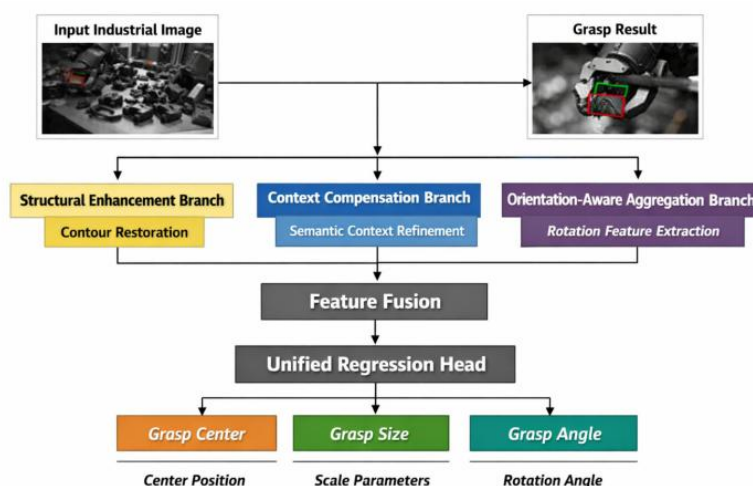 Input Industrial Image
Grasp Result
Structural Enhancement Branch
Contour Restoration
Context Compensation Branch
Semantic Context Refinement
Orientation-Aware Aggregation Branch
Rotation Feature Extraction
Feature Fusion
Unified Regression Head
Grasp Center
Grasp Size
Grasp Angle
Center Position
Scale Parameters
Rotation Angle